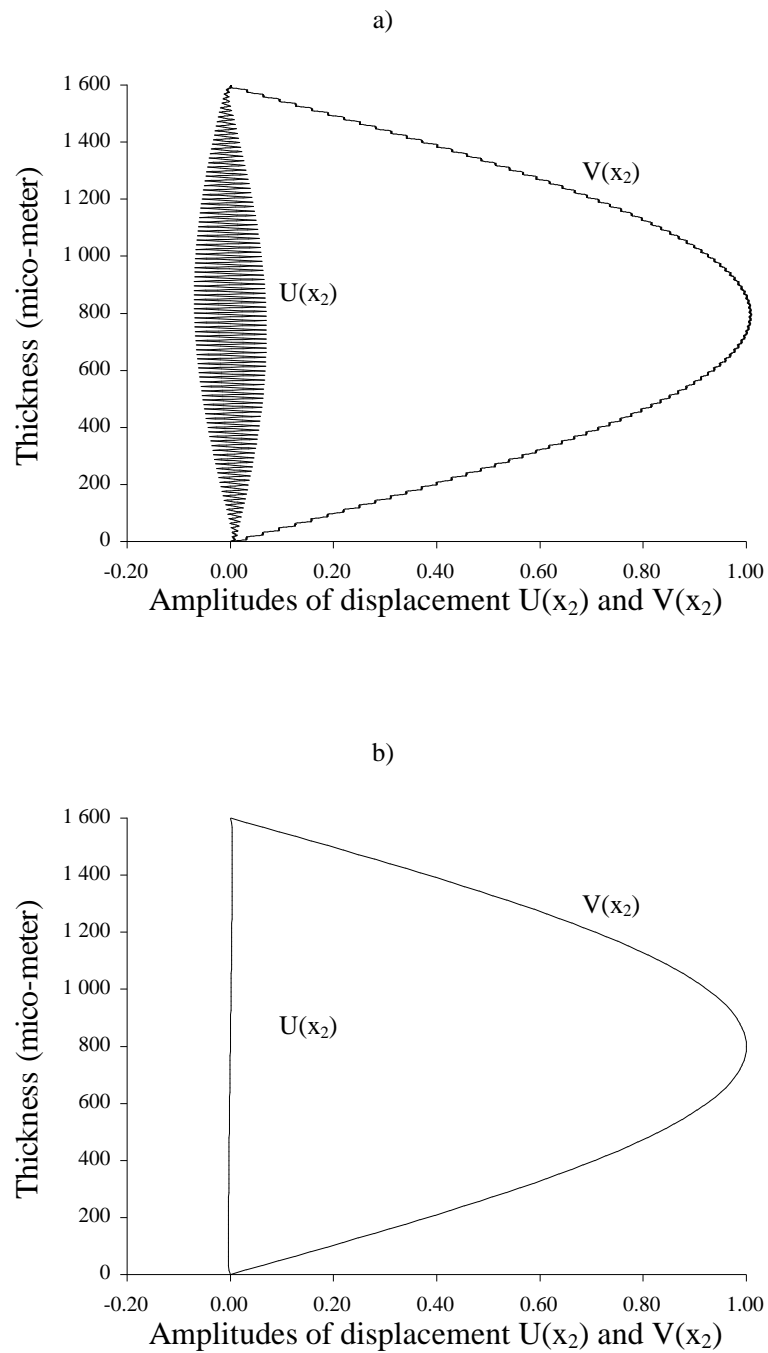 a)
1 600
1 400
1 200
1 000
800
600
400
200
0
Thickness (mico-meter)
V(x₂)
U(x₂)
-0.20 0.00 0.20 0.40 0.60 0.80 1.00
Amplitudes of displacement U(x₂) and V(x₂)
b)
1 600
1 400
1 200
1 000
800
600
400
200
0
Thickness (mico-meter)
V(x₂)
U(x₂)
-0.20 0.00 0.20 0.40 0.60 0.80 1.00
Amplitudes of displacement U(x₂) and V(x₂)